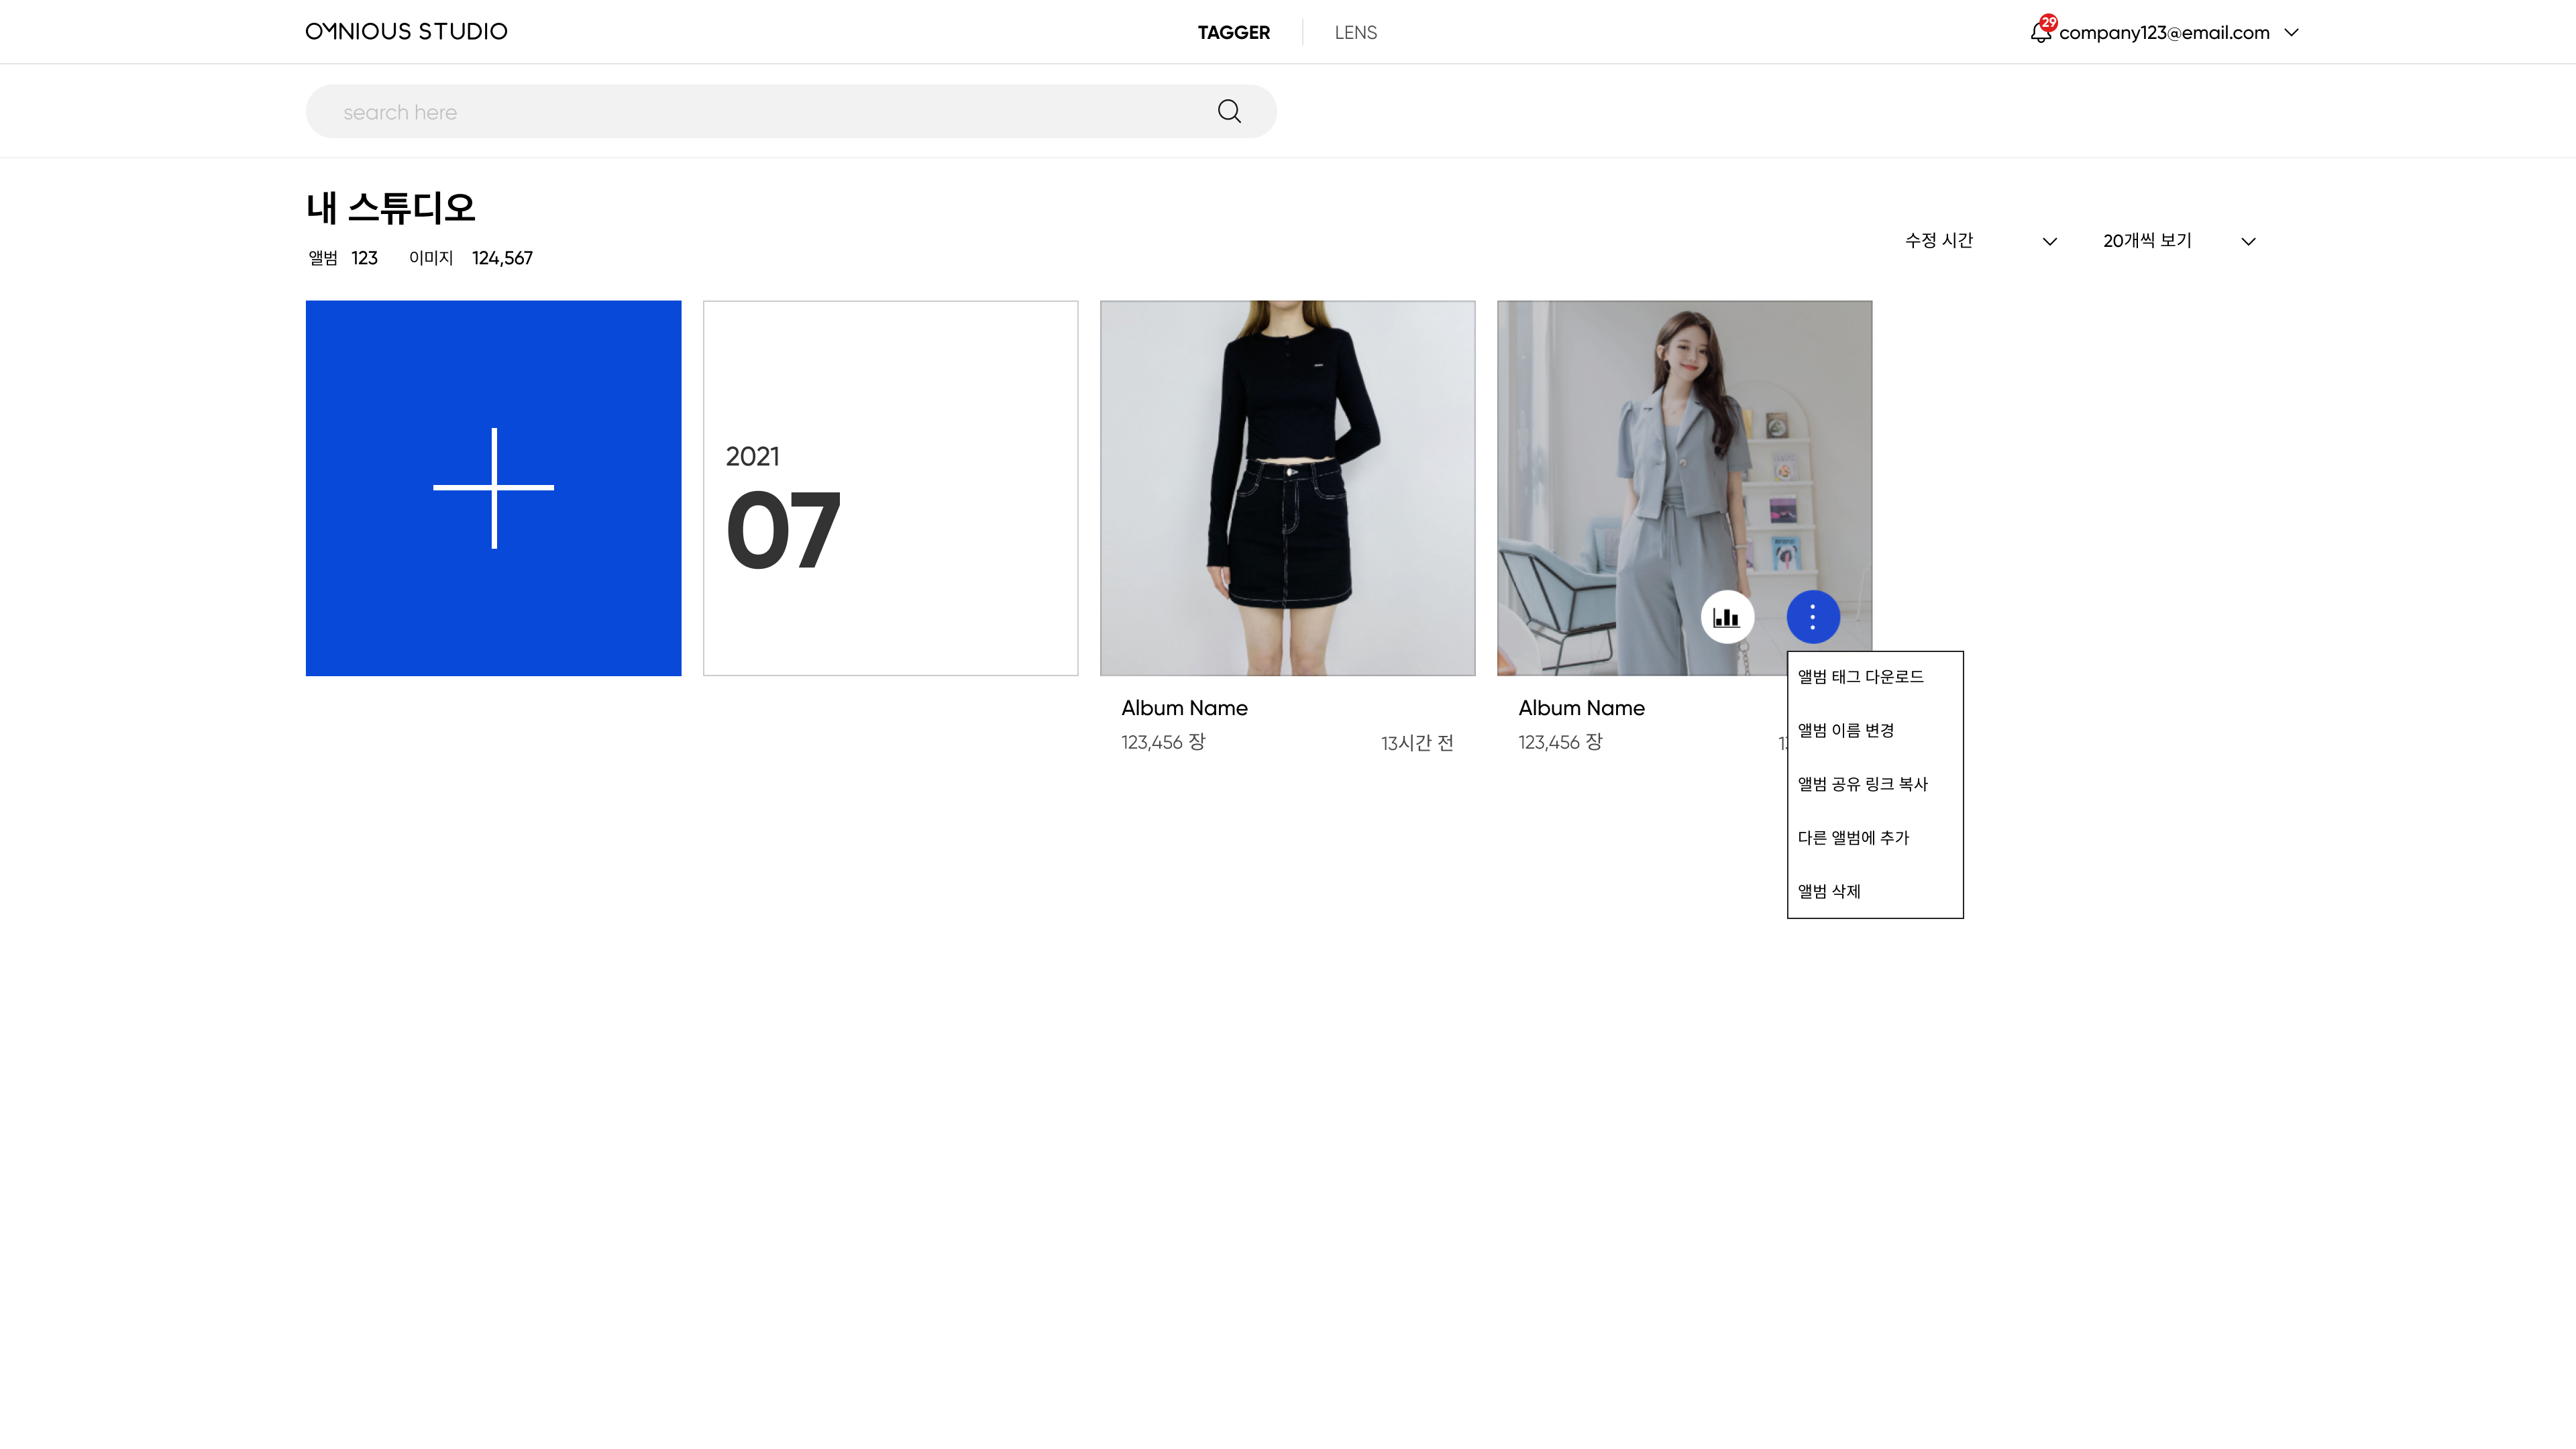 OMNIOUS STUDIO
TAGGER
LENS
29
company123@email.com
search here
내 스튜디오
앨범 123 이미지 124,567
수정 시간
20개씩 보기
2021
07
Album Name
123,456 장
13시간 전
Album Name
123,456 장
앨범 태그 다운로드
앨범 이름 변경
앨범 공유 링크 복사
다른 앨범에 추가
앨범 삭제